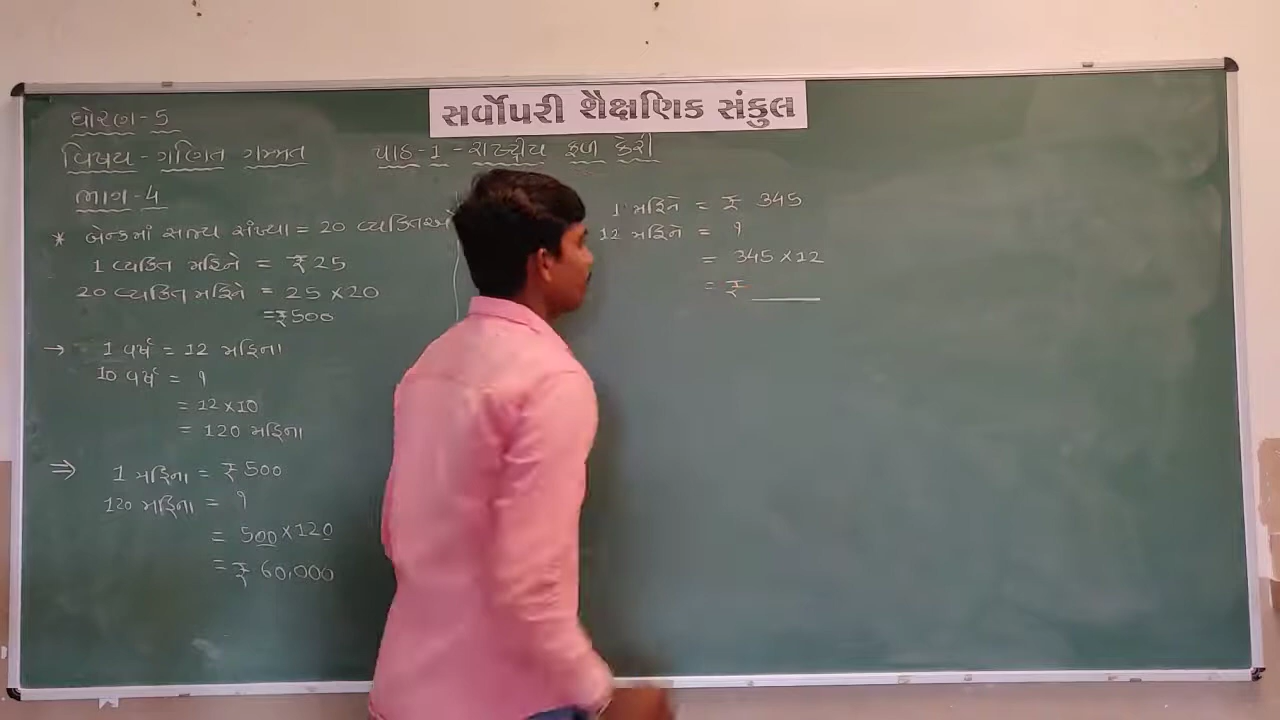 સર્વોપરી શૈક્ષણિક સંકુલ
ધોરણ-5
વિષય-ગણિત ગમ્મત પાઠ-1-રાષ્ટ્રીય ફળ કેરી
ભાગ-4
* બેન્કમાં સભ્ય સંખ્યા = 20 વ્યકિતઓ
1 વ્યકિત મહિને = ₹25
20 વ્યકિત મહિને = 25×20
=₹500
→ 1 વર્ષ = 12 મહિના
10 વર્ષ = ?
= 12×10
= 120 મહિના
⇒ 1 મહિના = ₹500
120 મહિના = ?
= 500×120
= ₹ 60,000
1 મહિને = ₹ 345
12 મહિને = ?
= 345×12
= ₹ ____